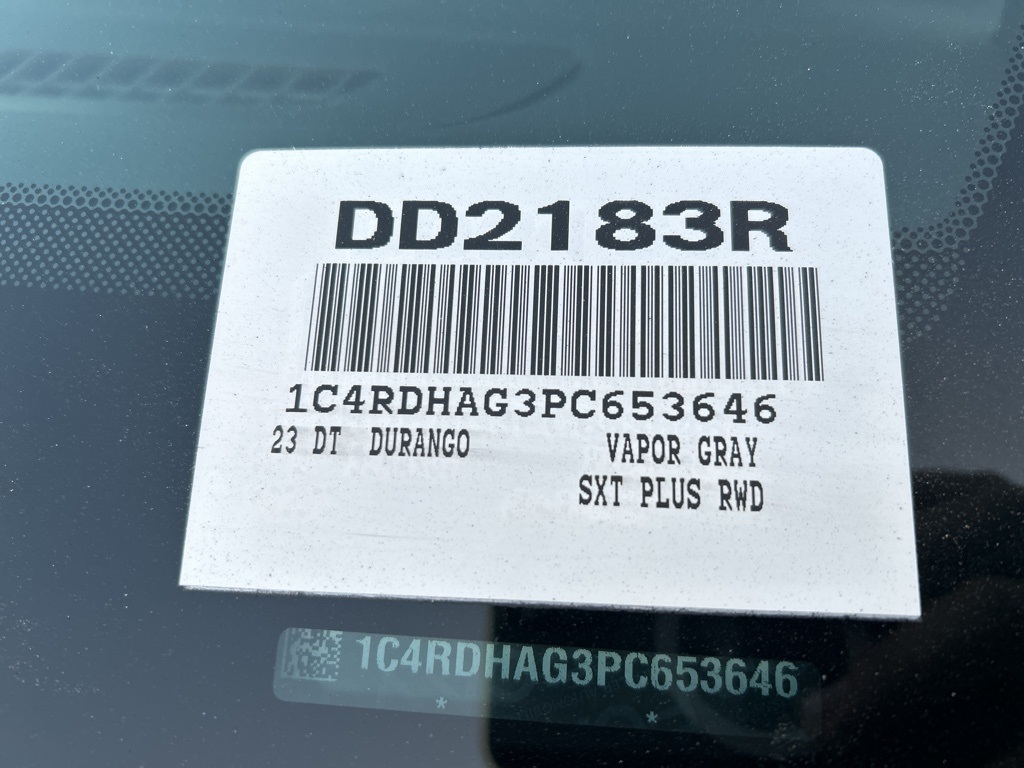 DD2183R
1C4RDHAG3PC653646
23 DT DURANGO VAPOR GRAY
SXT PLUS RWD
1C4RDHAG3PC653646
* *